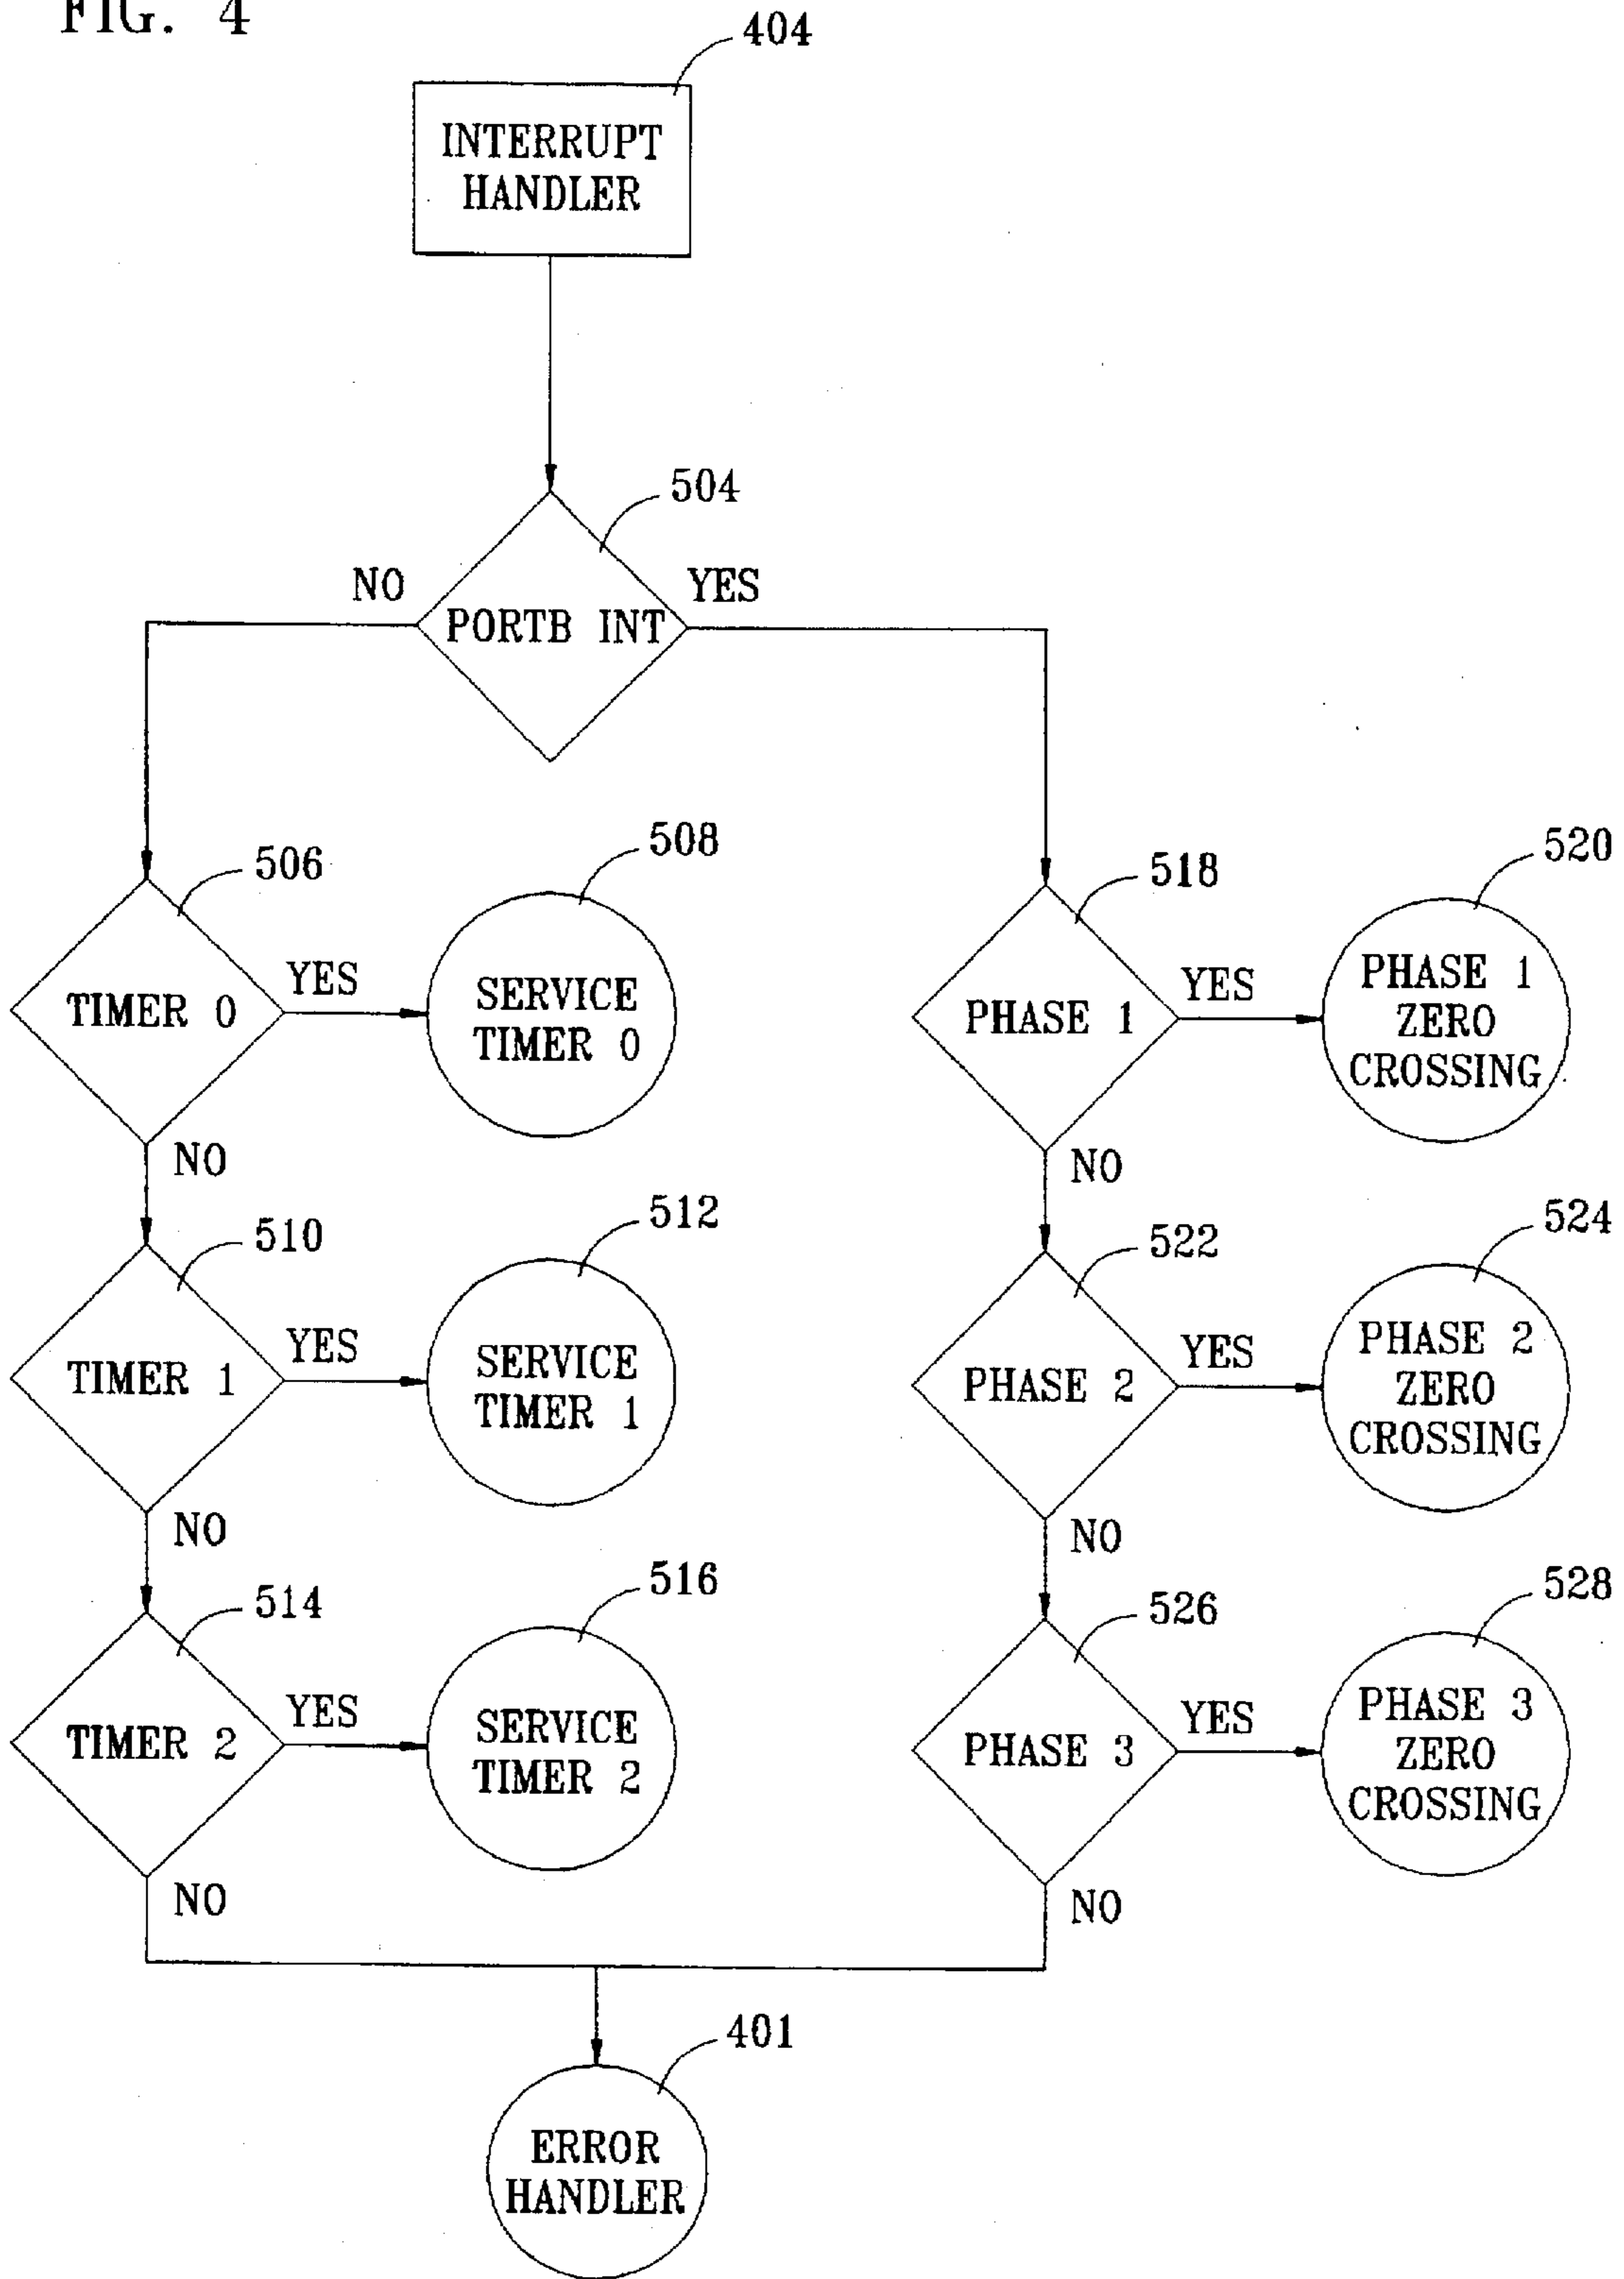 FIG. 4
404
INTERRUPT
HANDLER
504
NO
YES
PORTB INT
506
508
518
520
TIMER 0
YES
SERVICE
TIMER 0
PHASE 1
YES
PHASE 1
ZERO
CROSSING
NO
NO
510
512
522
524
TIMER 1
YES
SERVICE
TIMER 1
PHASE 2
YES
PHASE 2
ZERO
CROSSING
NO
NO
514
516
526
528
TIMER 2
YES
SERVICE
TIMER 2
PHASE 3
YES
PHASE 3
ZERO
CROSSING
NO
NO
401
ERROR
HANDLER